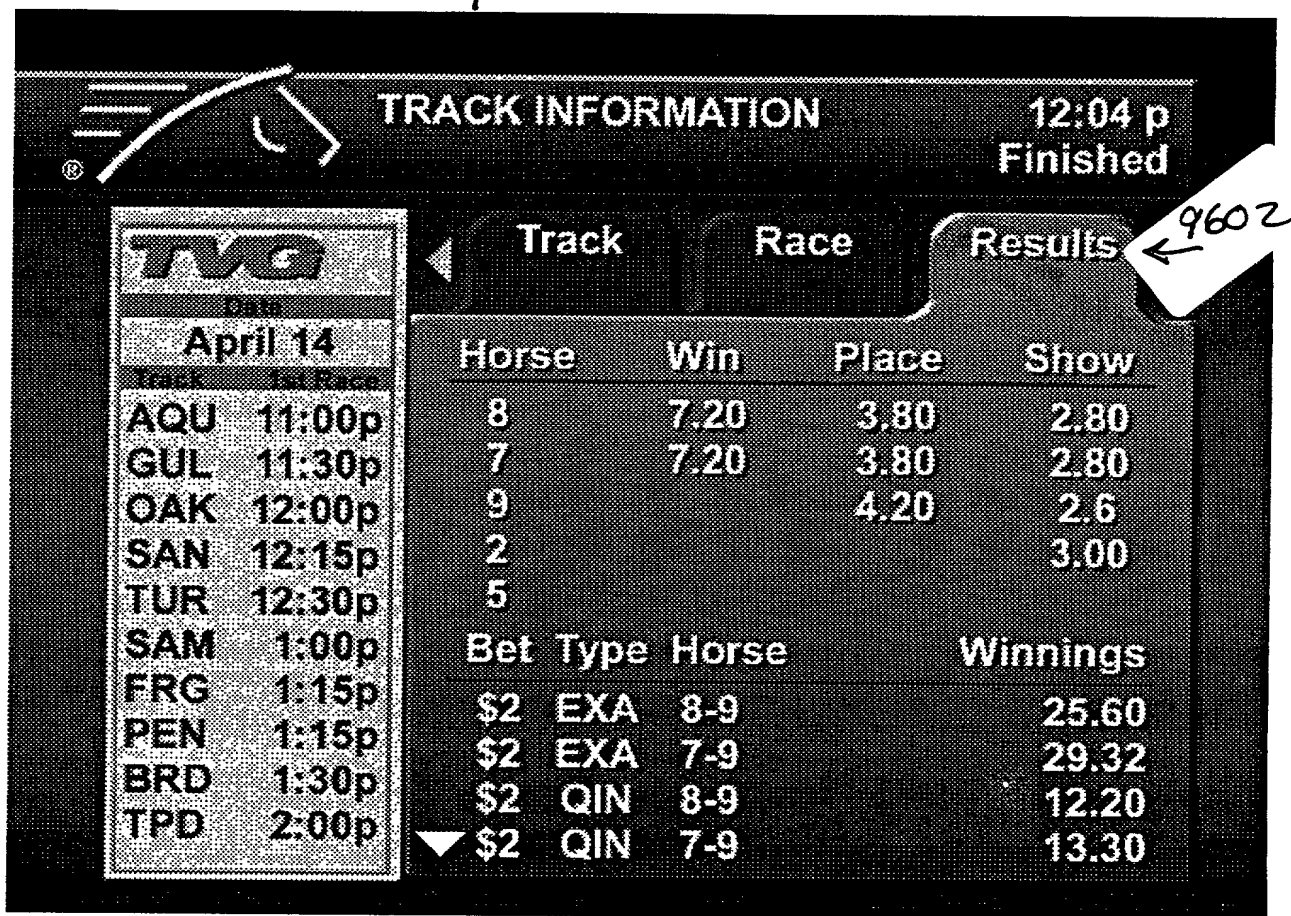 TRACK INFORMATION
12:04 p
Finished
®
TVG
Date
April 14
Track 1st Race
AQU 11:00p
GUL 11:30p
OAK 12:00p
SAN 12:15p
TUR 12:30p
SAM 1:00p
FRG 1:15p
PEN 1:15p
BRD 1:30p
TPD 2:00p
Track Race Results
9602
Horse Win Place Show
8 7.20 3.80 2.80
7 7.20 3.80 2.80
9 4.20 2.6
2 3.00
5
Bet Type Horse Winnings
$2 EXA 8-9 25.60
$2 EXA 7-9 29.32
$2 QIN 8-9 12.20
$2 QIN 7-9 13.30